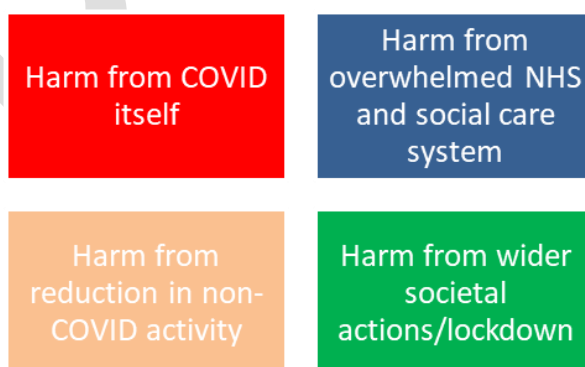 Harm from COVID
itself
Harm from
overwhelmed NHS
and social care
system
Harm from
reduction in non-
COVID activity
Harm from wider
societal
actions/lockdown